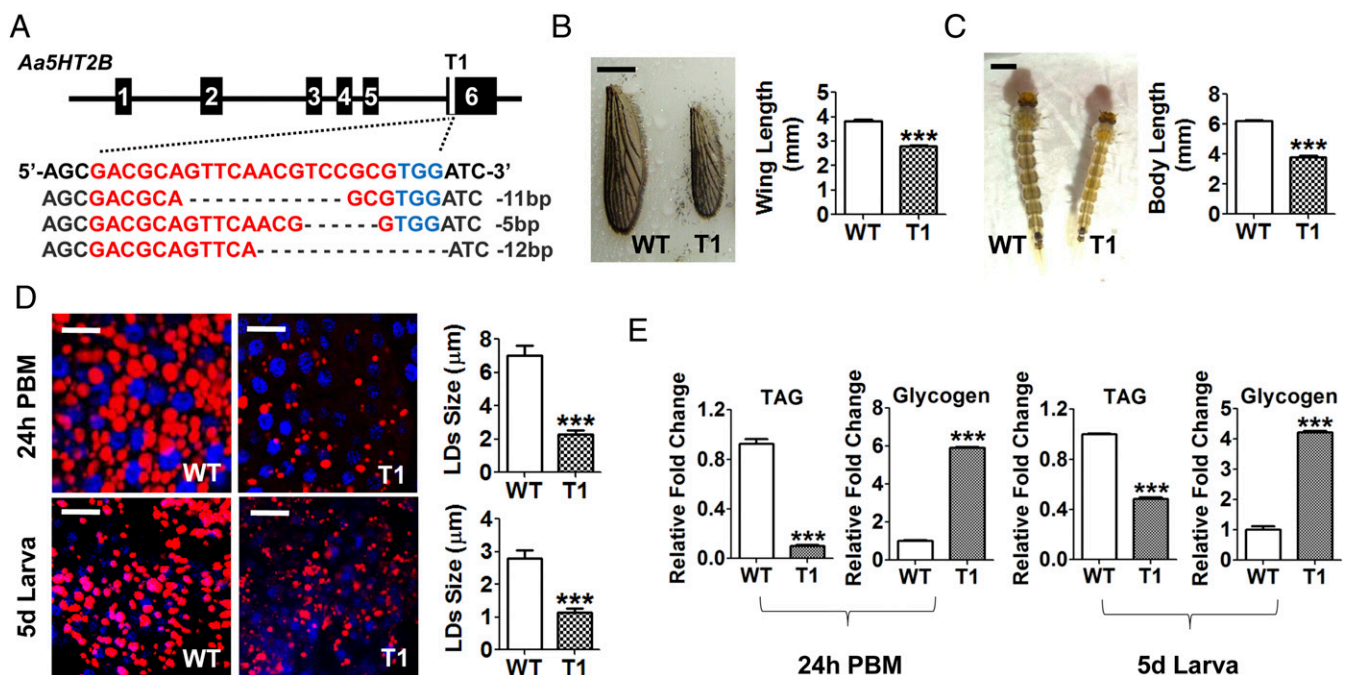 A
Aa5HT2B
T1
1 2 3 4 5 6
5’-AGCGACGCAGTTCAACGTCCGCGTGGATC-3’
AGCGACGCA-----------GCGTGGATC -11bp
AGCGACGCAGTTCAACG-----GTGGATC -5bp
AGCGACGCAGTTCA------------ATC -12bp
B
WT T1
Wing Length
(mm)
5
4
3
2
1
0
***
WT T1
C
WT T1
Body Length
(mm)
8
6
4
2
0
***
WT T1
D
24h PBM
WT
T1
LDs Size (μm)
8
6
4
2
0
***
WT T1
5d Larva
WT
T1
LDs Size (μm)
4
3
2
1
0
***
WT T1
E
TAG
Relative Fold Change
1.2
0.8
0.4
0.0
***
WT T1
Glycogen
Relative Fold Change
8
6
4
2
0
***
WT T1
24h PBM
TAG
Relative Fold Change
1.5
1.0
0.5
0.0
***
WT T1
Glycogen
Relative Fold Change
5
4
3
2
1
0
***
WT T1
5d Larva